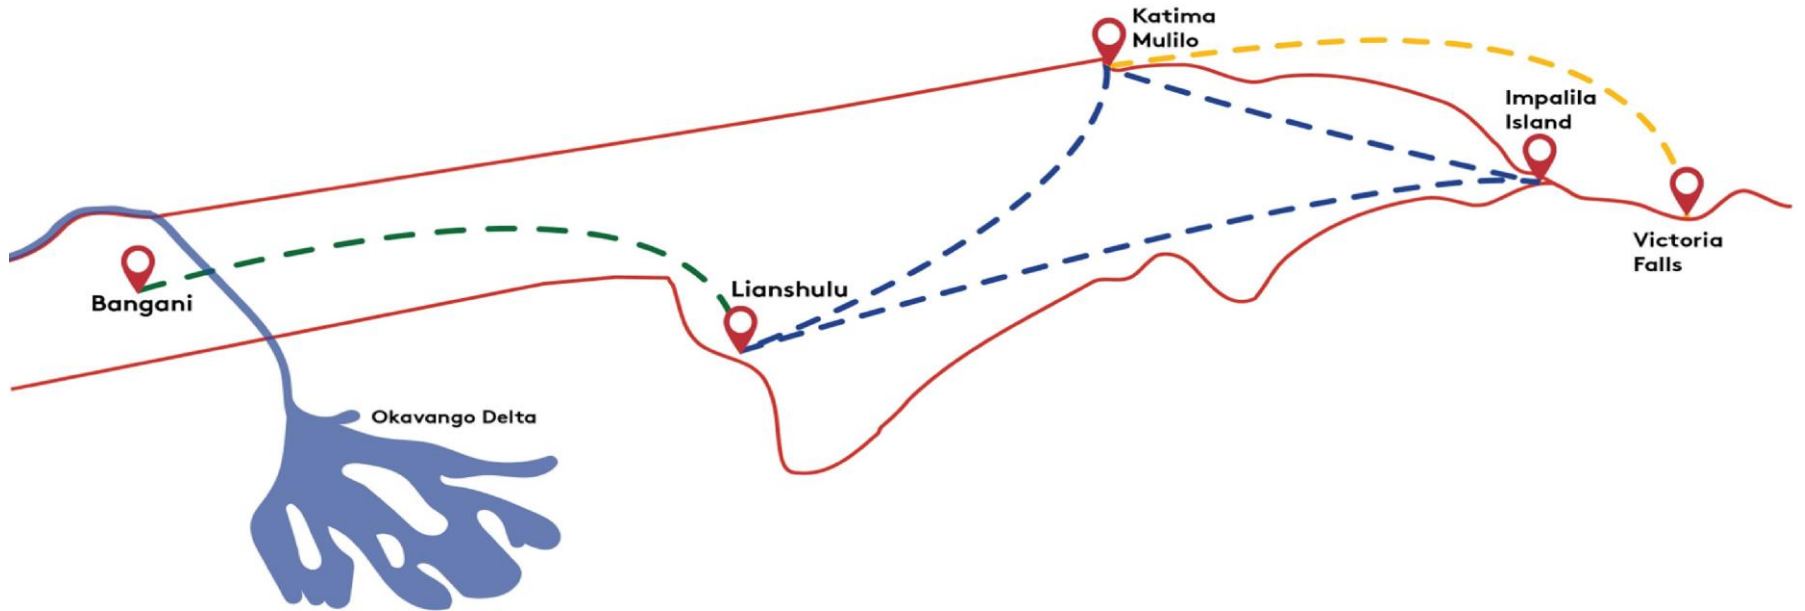 Katima
Mulilo
Impalila
Island
Victoria
Falls
Lianshulu
Bangani
Okavango Delta